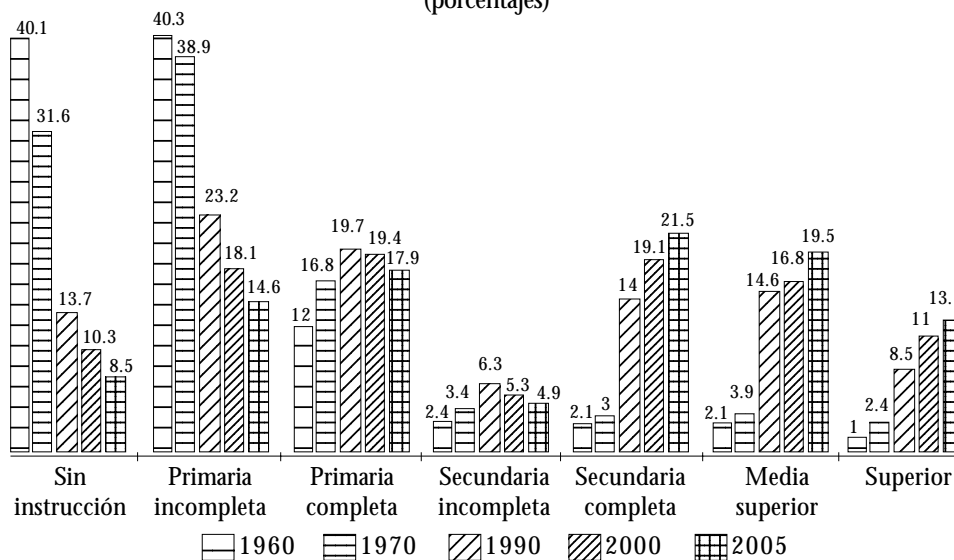 (porcentajes)
40.1
31.6
13.7
10.3
8.5
40.3
38.9
23.2
18.1
14.6
12
16.8
19.7
19.4
17.9
2.4
3.4
6.3
5.3
4.9
2.1
3
14
19.1
21.5
2.1
3.9
14.6
16.8
19.5
1
2.4
8.5
11
13.
Sin
instrucción
Primaria
incompleta
Primaria
completa
Secundaria
incompleta
Secundaria
completa
Media
superior
Superior
1960 1970 1990 2000 2005